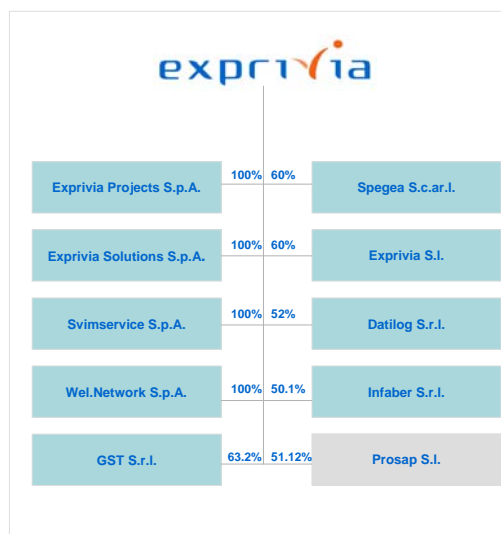 exprivia
Exprivia Projects S.p.A. 100% 60% Spegea S.c.ar.l.
Exprivia Solutions S.p.A. 100% 60% Exprivia S.l.
Svimservice S.p.A. 100% 52% Datilog S.r.l.
Wel.Network S.p.A. 100% 50.1% Infaber S.r.l.
GST S.r.l. 63.2% 51.12% Prosap S.l.